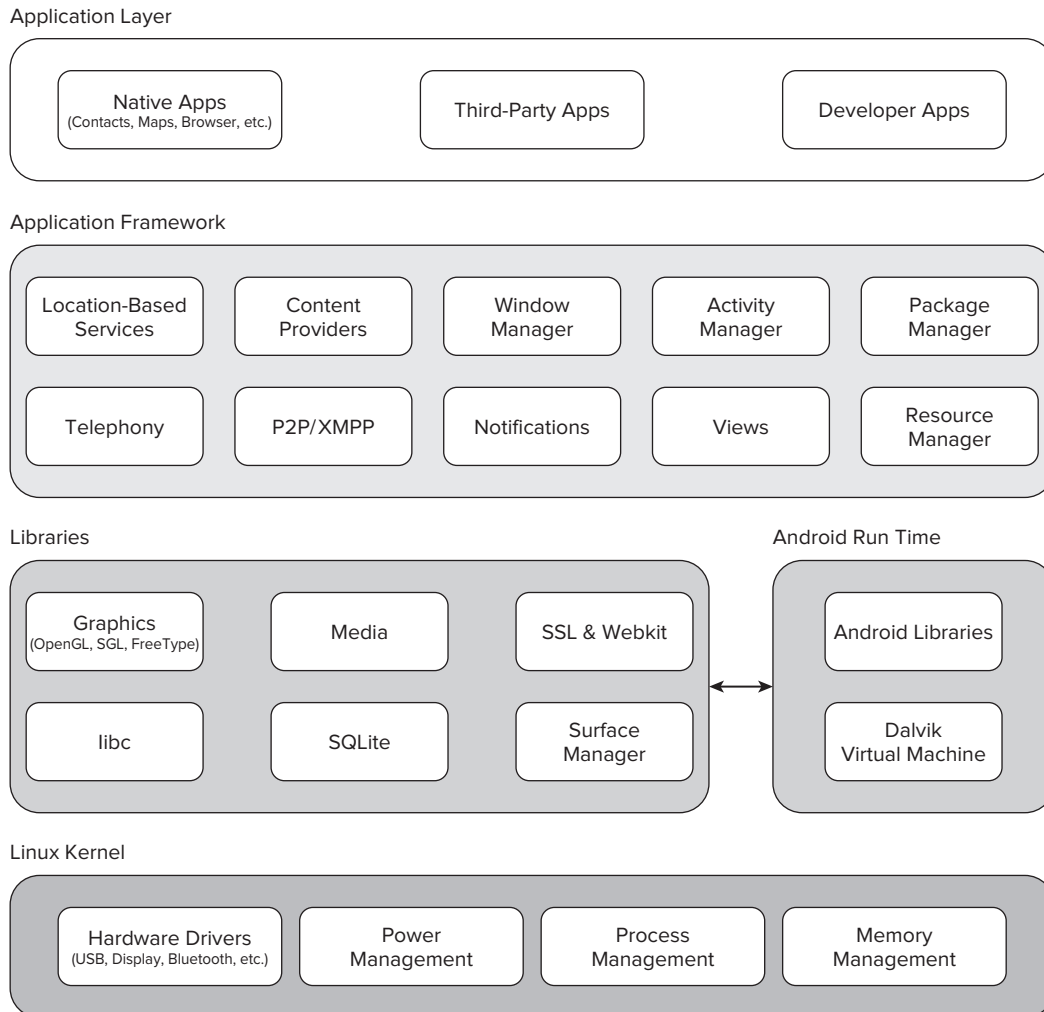 Application Layer
Native Apps
(Contacts, Maps, Browser, etc.)
Third-Party Apps
Developer Apps
Application Framework
Location-Based
Services
Content
Providers
Window
Manager
Activity
Manager
Package
Manager
Telephony
P2P/XMPP
Notifications
Views
Resource
Manager
Libraries
Graphics
(OpenGL, SGL, FreeType)
Media
SSL & Webkit
libc
SQLite
Surface
Manager
Android Run Time
Android Libraries
Dalvik
Virtual Machine
Linux Kernel
Hardware Drivers
(USB, Display, Bluetooth, etc.)
Power
Management
Process
Management
Memory
Management